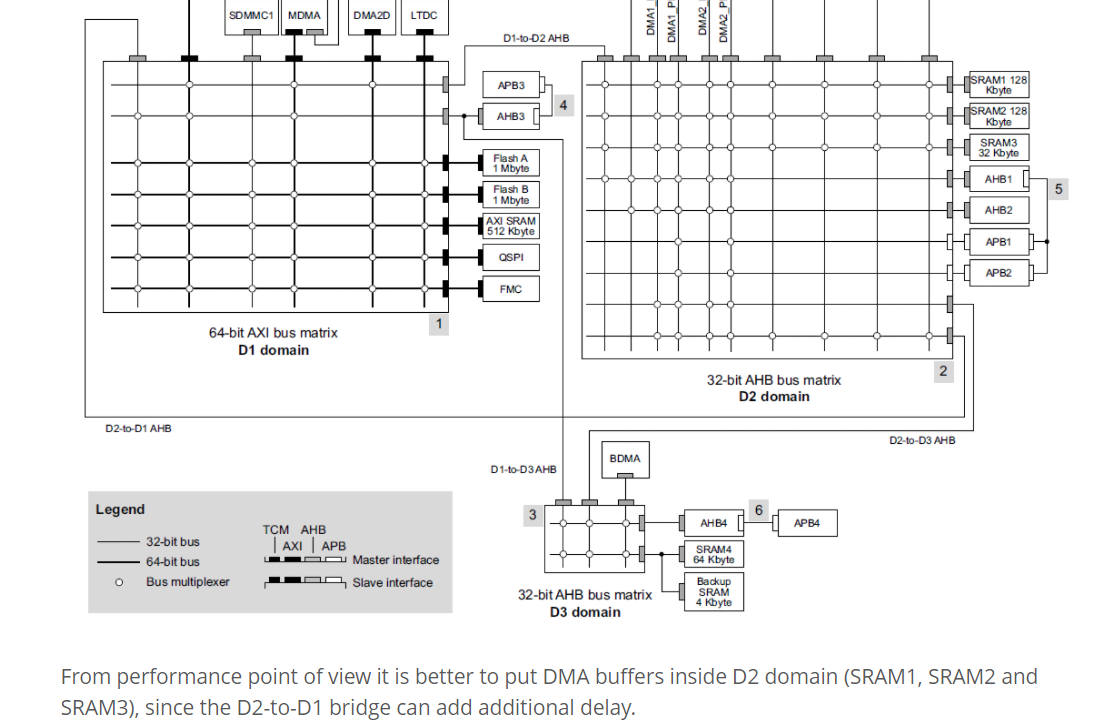 SDMMC1
MDMA
DMA2D
LTDC
DMA1_
DMA1_P
DMA2_
DMA2_P
D1-to-D2 AHB
APB3
4
AHB3
Flash A
1 Mbyte
Flash B
1 Mbyte
AXI SRAM
512 Kbyte
QSPI
FMC
1
64-bit AXI bus matrix
D1 domain
SRAM1 128
Kbyte
SRAM2 128
Kbyte
SRAM3
32 Kbyte
AHB1
5
AHB2
APB1
APB2
2
32-bit AHB bus matrix
D2 domain
D2-to-D1 AHB
D2-to-D3 AHB
D1-to-D3 AHB
BDMA
3
AHB4
6
APB4
SRAM4
64 Kbyte
Backup
SRAM
4 Kbyte
32-bit AHB bus matrix
D3 domain
Legend
32-bit bus
64-bit bus
Bus multiplexer
TCM AHB
AXI APB
Master interface
Slave interface
From performance point of view it is better to put DMA buffers inside D2 domain (SRAM1, SRAM2 and
SRAM3), since the D2-to-D1 bridge can add additional delay.